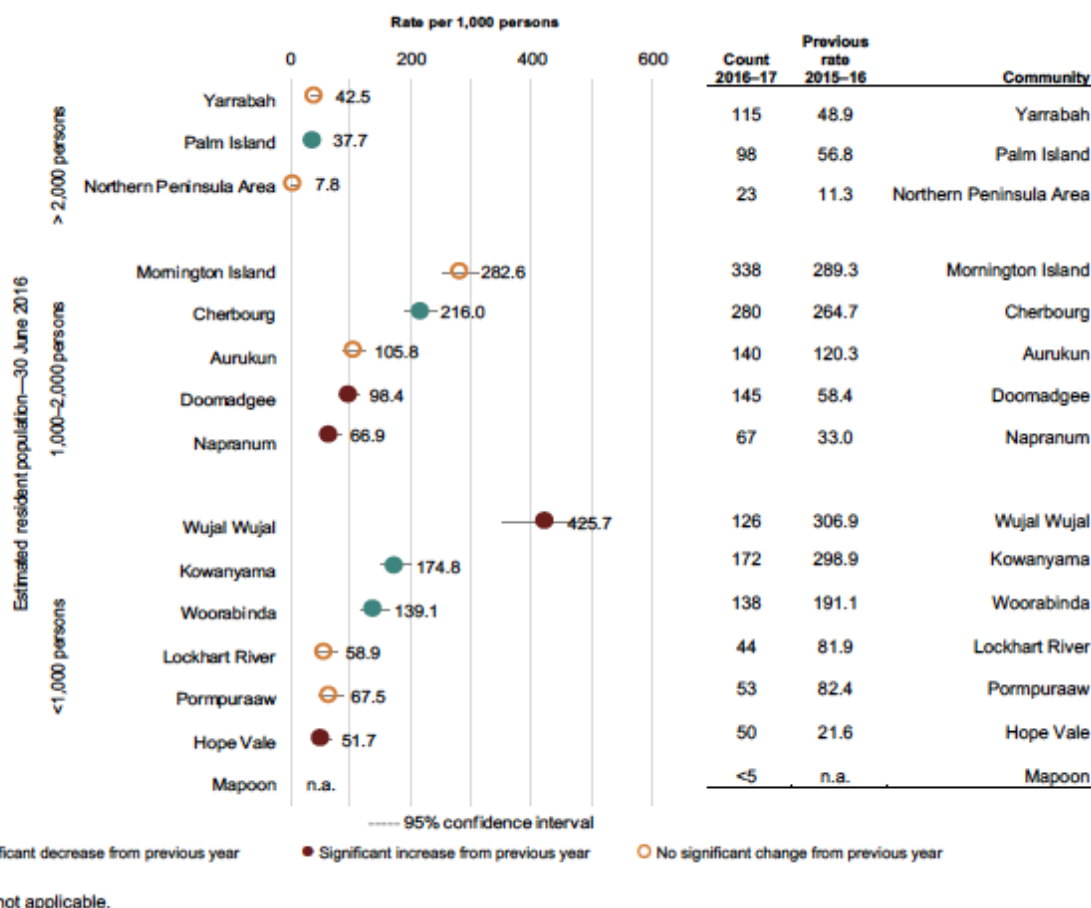 Rate per 1,000 persons
0 200 400 600
Count 2016–17
Previous rate 2015–16
Community
Estimated resident population—30 June 2016
> 2,000 persons
Yarrabah 42.5 115 48.9 Yarrabah
Palm Island 37.7 98 56.8 Palm Island
Northern Peninsula Area 7.8 23 11.3 Northern Peninsula Area
1,000–2,000 persons
Mornington Island 282.6 338 289.3 Mornington Island
Cherbourg 216.0 280 264.7 Cherbourg
Aurukun 105.8 140 120.3 Aurukun
Doomadgee 98.4 145 58.4 Doomadgee
Napranum 66.9 67 33.0 Napranum
<1,000 persons
Wujal Wujal 425.7 126 306.9 Wujal Wujal
Kowanyama 174.8 172 298.9 Kowanyama
Woorabinda 139.1 138 191.1 Woorabinda
Lockhart River 58.9 44 81.9 Lockhart River
Pormpuraaw 67.5 53 82.4 Pormpuraaw
Hope Vale 51.7 50 21.6 Hope Vale
Mapoon n.a. <5 n.a. Mapoon
95% confidence interval
decrease from previous year Significant increase from previous year No significant change from previous year
not applicable.